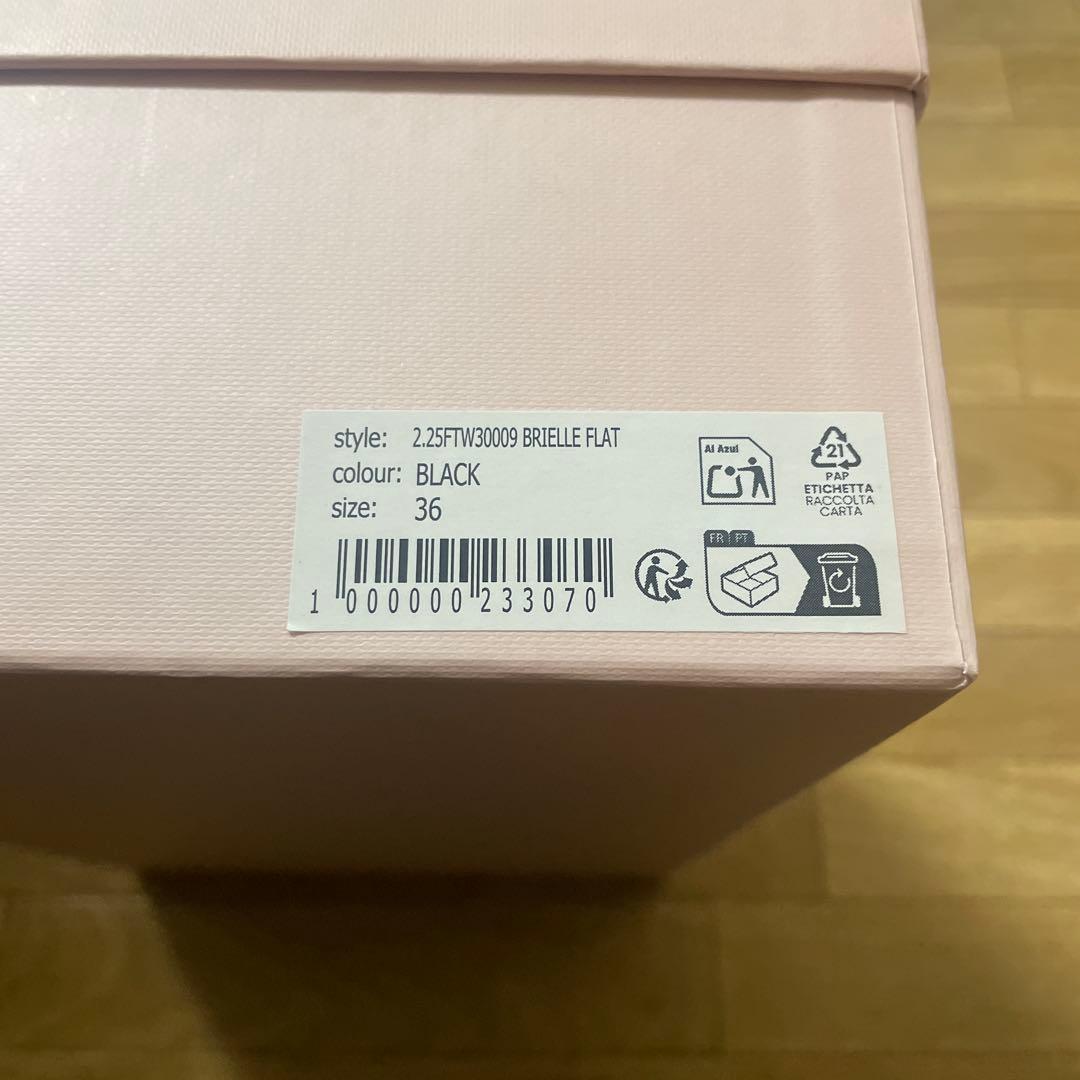 style: 2.25FTW30009 BRIELLE FLAT
colour: BLACK
size: 36
1 000000 233070
Al Azul
21
PAP
ETICHETTA
RACCOLTA
CARTA
FR PT